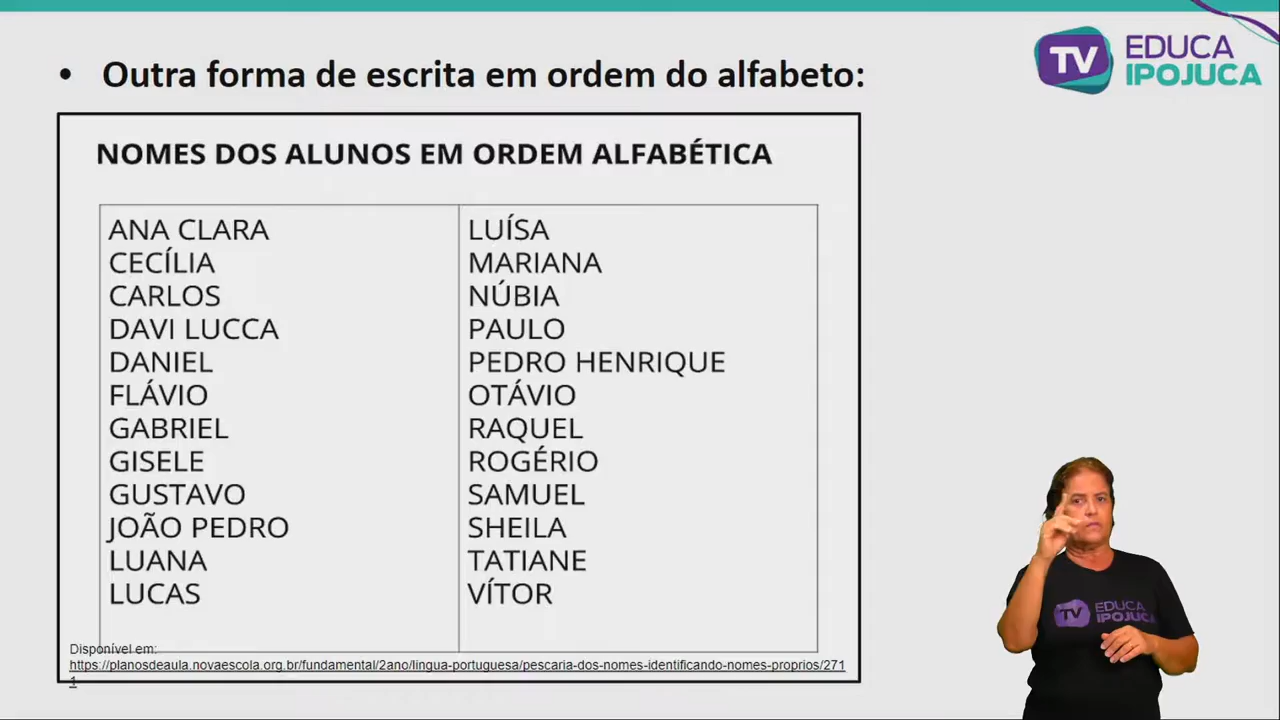 • Outra forma de escrita em ordem do alfabeto:
TV EDUCA
IPOJUCA
NOMES DOS ALUNOS EM ORDEM ALFABÉTICA
ANA CLARA
CECÍLIA
CARLOS
DAVI LUCCA
DANIEL
FLÁVIO
GABRIEL
GISELE
GUSTAVO
JOÃO PEDRO
LUANA
LUCAS
LUÍSA
MARIANA
NÚBIA
PAULO
PEDRO HENRIQUE
OTÁVIO
RAQUEL
ROGÉRIO
SAMUEL
SHEILA
TATIANE
VÍTOR
Disponível em:
https://planosdeaula.novaescola.org.br/fundamental/2ano/lingua-portuguesa/pescaria-dos-nomes-identificando-nomes-proprios/271
1
TV EDUCA
IPOJUCA